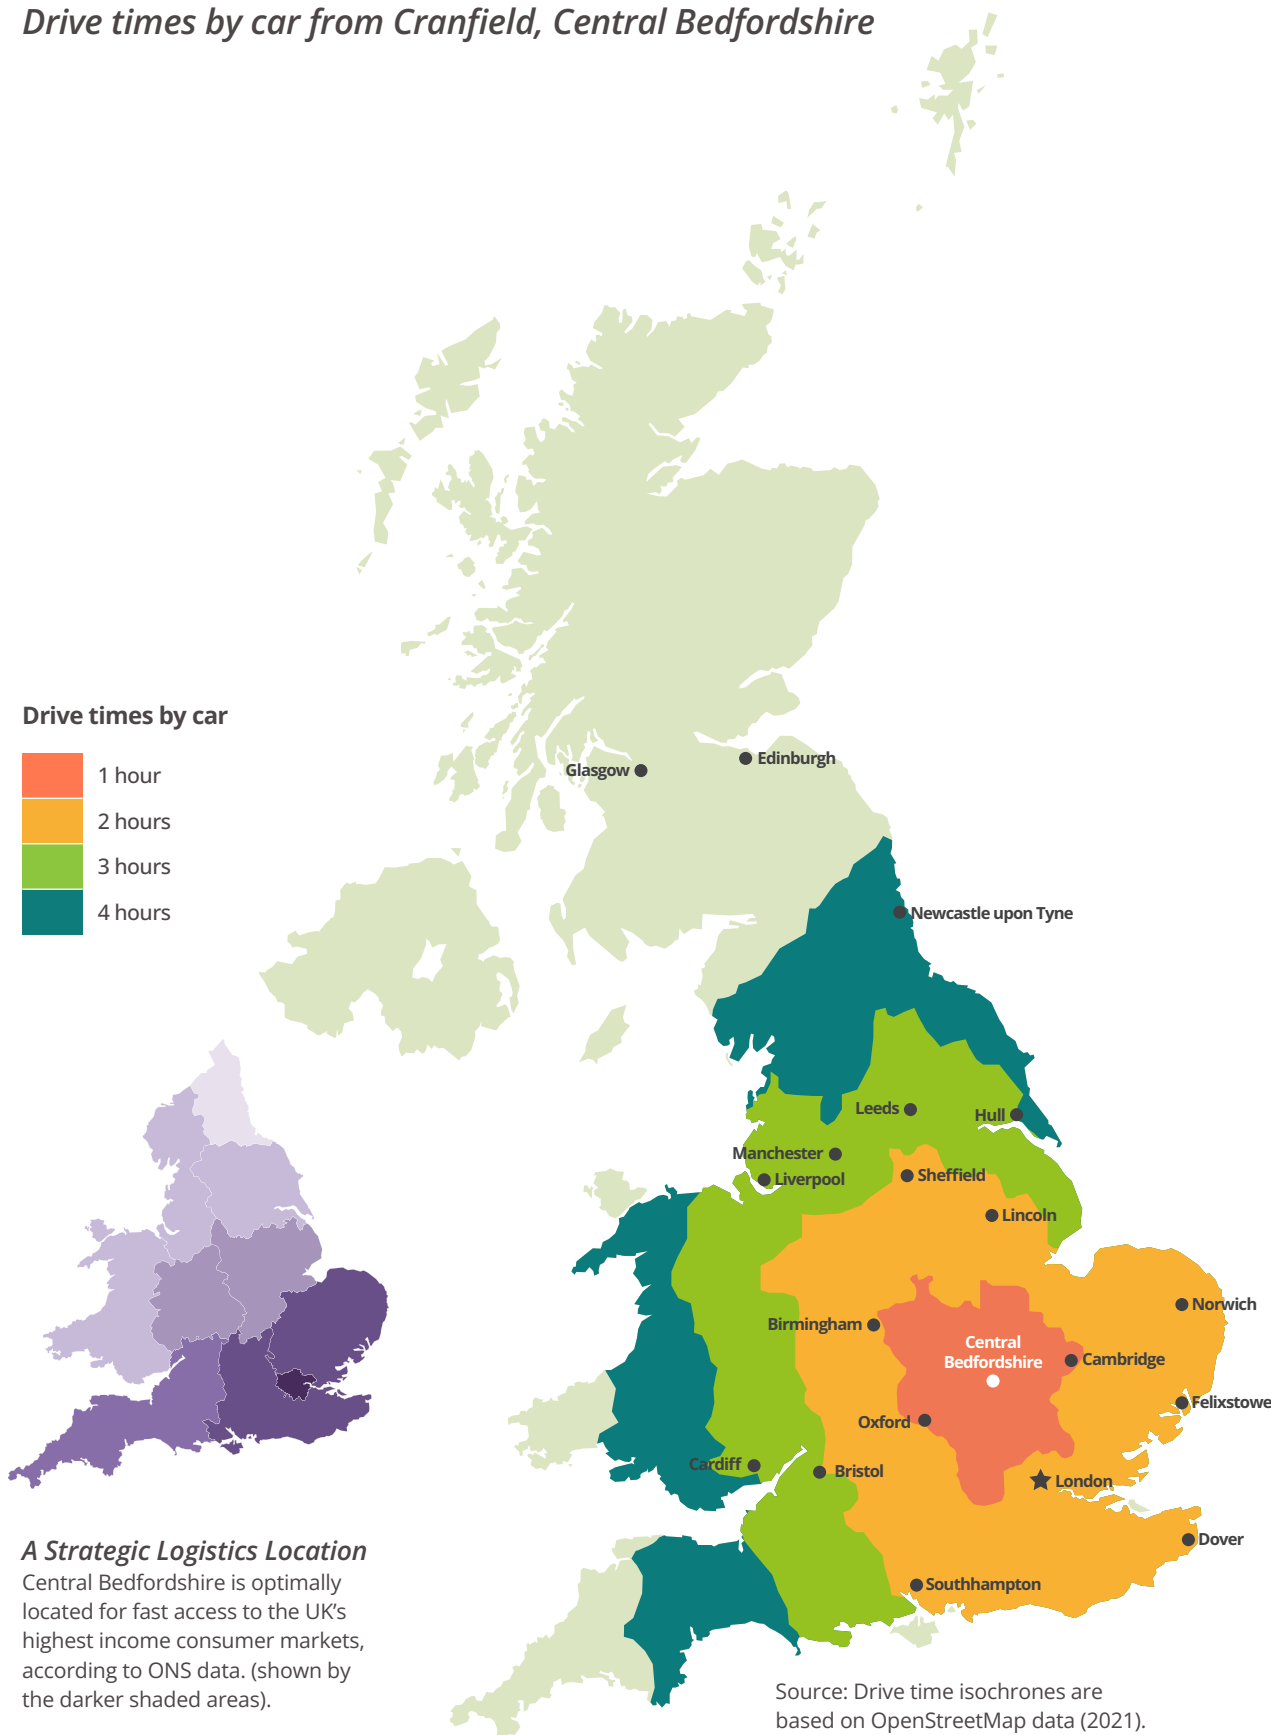 Drive times by car from Cranfield, Central Bedfordshire
Drive times by car
1 hour
2 hours
3 hours
4 hours
Glasgow
Edinburgh
Newcastle upon Tyne
Leeds
Hull
Manchester
Liverpool
Sheffield
Lincoln
Norwich
Birmingham
Central
Bedfordshire
Cambridge
Felixstowe
Oxford
Cardiff
Bristol
London
Dover
Southhampton
A Strategic Logistics Location
Central Bedfordshire is optimally
located for fast access to the UK's
highest income consumer markets,
according to ONS data. (shown by
the darker shaded areas).
Source: Drive time isochrones are
based on OpenStreetMap data (2021).